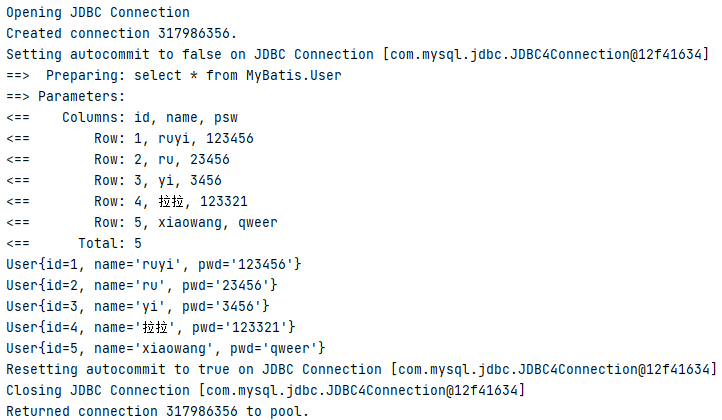 Opening JDBC Connection
Created connection 317986356.
Setting autocommit to false on JDBC Connection [com.mysql.jdbc.JDBC4Connection@12f41634]
==>  Preparing: select * from MyBatis.User
==> Parameters:
<==    Columns: id, name, psw
<==        Row: 1, ruyi, 123456
<==        Row: 2, ru, 23456
<==        Row: 3, yi, 3456
<==        Row: 4, 拉拉, 123321
<==        Row: 5, xiaowang, qweer
<==      Total: 5
User{id=1, name='ruyi', pwd='123456'}
User{id=2, name='ru', pwd='23456'}
User{id=3, name='yi', pwd='3456'}
User{id=4, name='拉拉', pwd='123321'}
User{id=5, name='xiaowang', pwd='qweer'}
Resetting autocommit to true on JDBC Connection [com.mysql.jdbc.JDBC4Connection@12f41634]
Closing JDBC Connection [com.mysql.jdbc.JDBC4Connection@12f41634]
Returned connection 317986356 to pool.